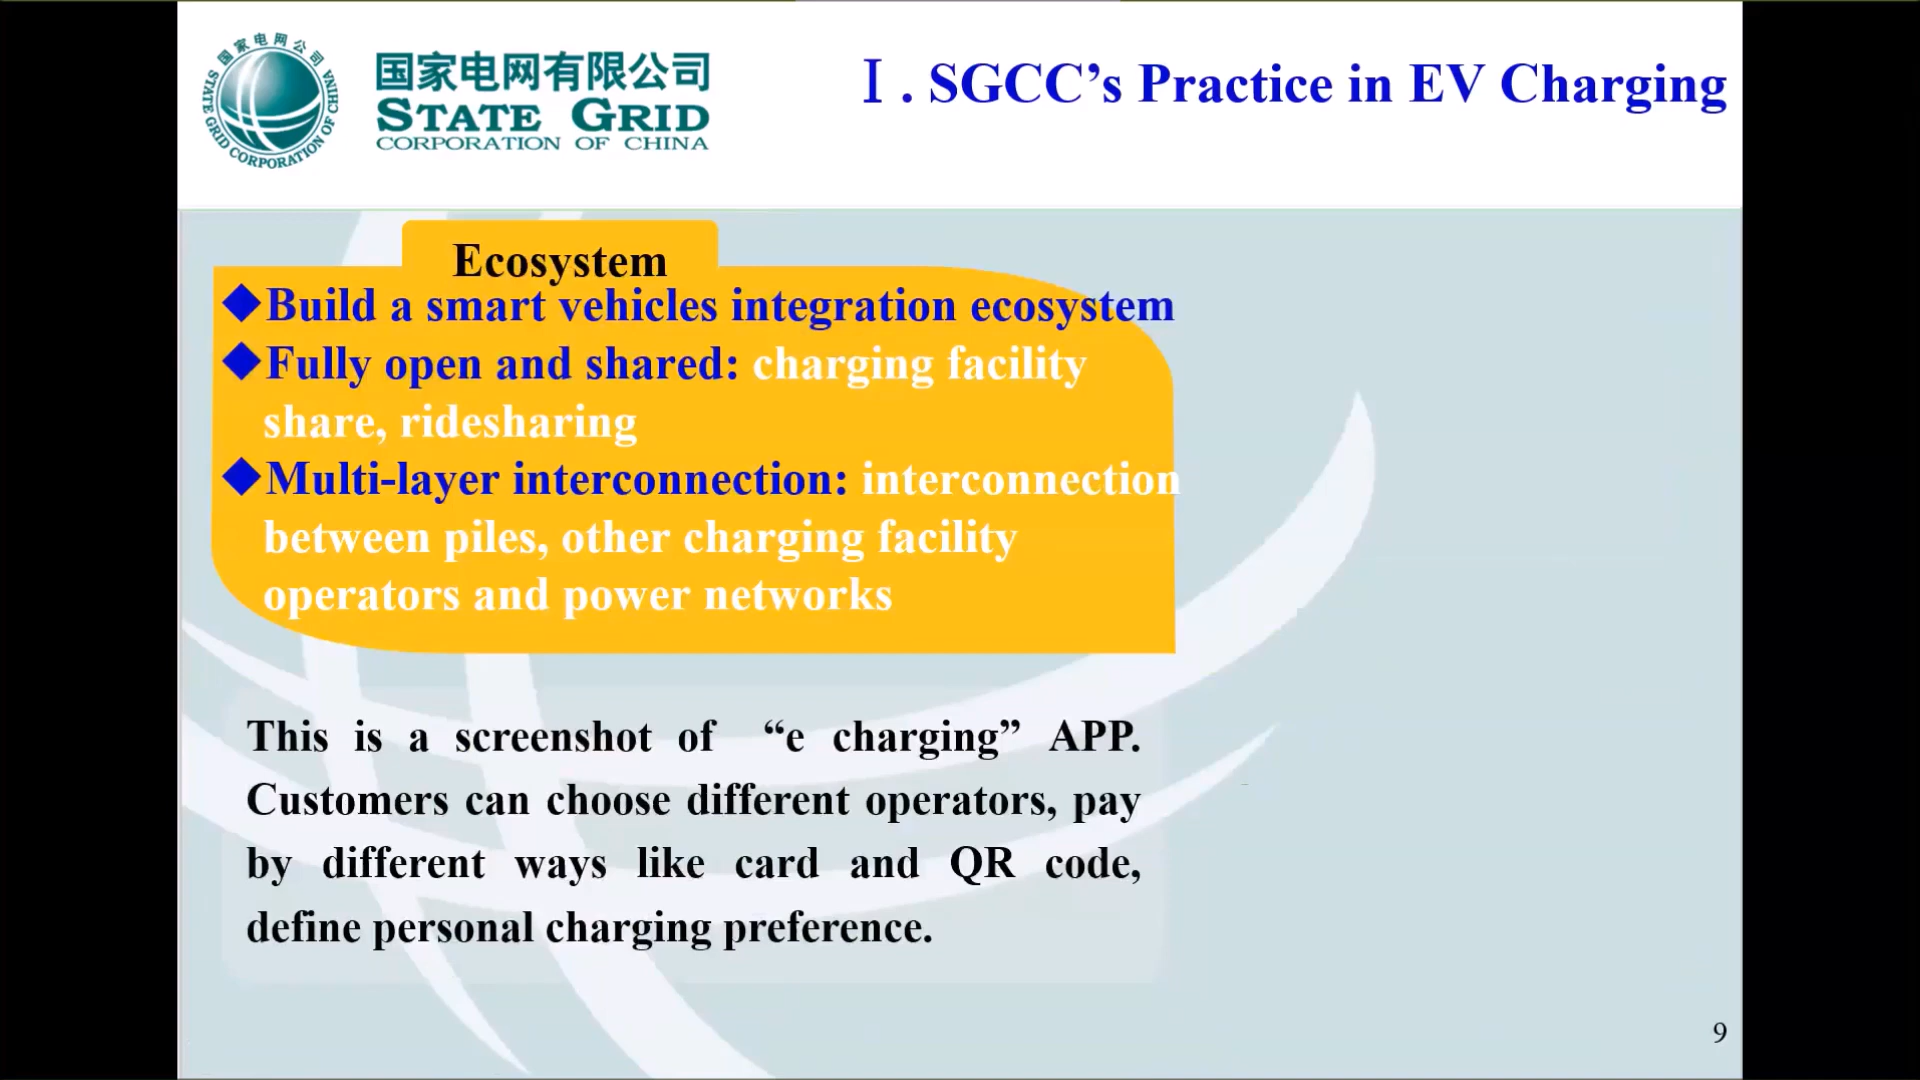 国家电网公司
STATE GRID CORPORATION OF CHINA
国家电网有限公司
STATE GRID
CORPORATION OF CHINA
Ⅰ. SGCC’s Practice in EV Charging
Ecosystem
◆Build a smart vehicles integration ecosystem
◆Fully open and shared: charging facility
share, ridesharing
◆Multi-layer interconnection: interconnection
between piles, other charging facility
operators and power networks
This is a screenshot of “e charging” APP.
Customers can choose different operators, pay
by different ways like card and QR code,
define personal charging preference.
9